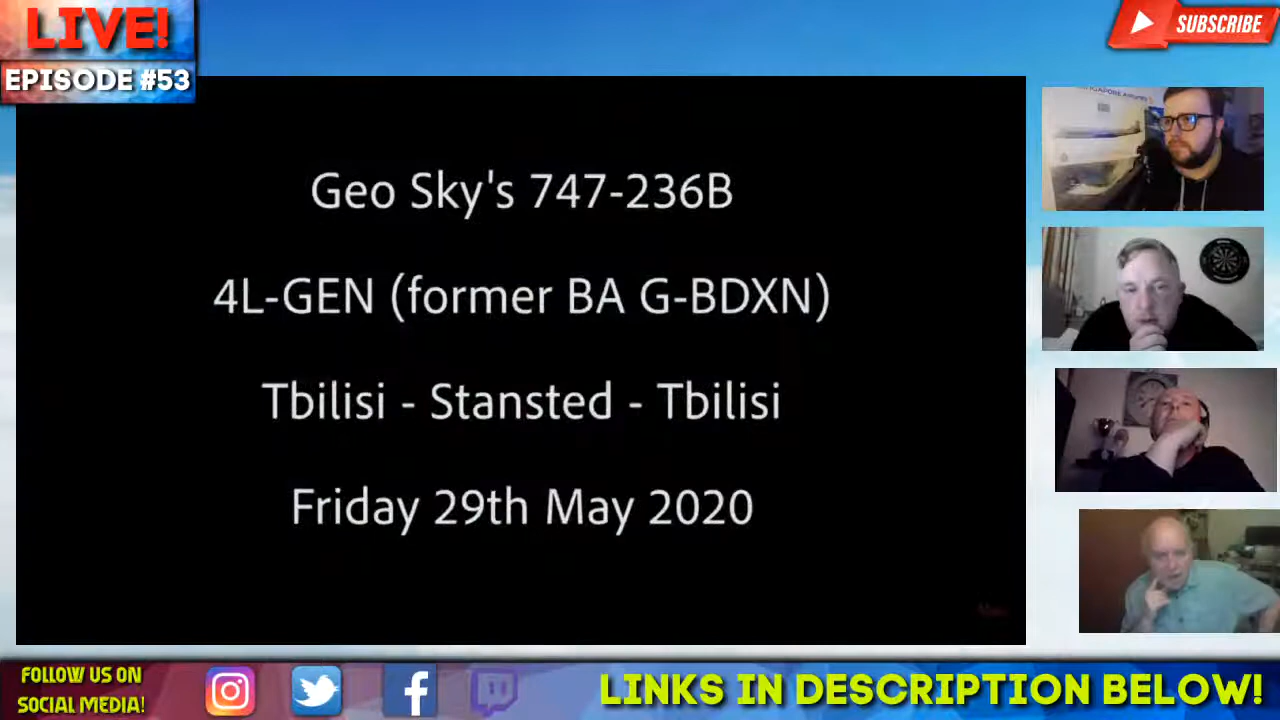 LIVE!
EPISODE #53
SUBSCRIBE
Geo Sky's 747-236B
4L-GEN (former BA G-BDXN)
Tbilisi - Stansted - Tbilisi
Friday 29th May 2020
FOLLOW US ON
SOCIAL MEDIA!
LINKS IN DESCRIPTION BELOW!